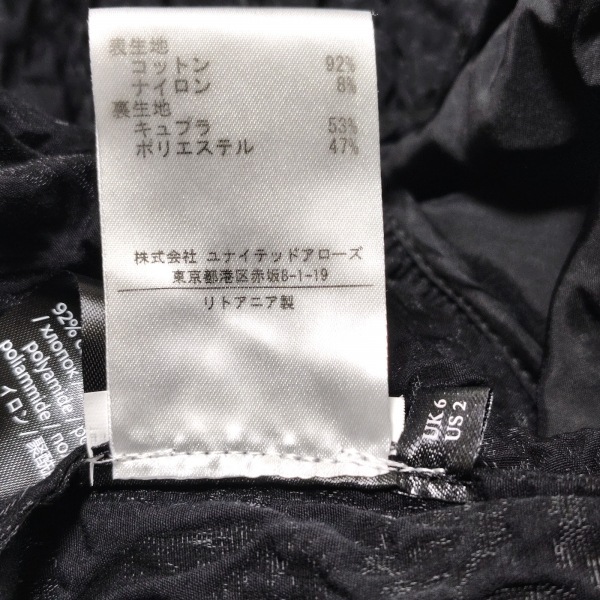 表生地
コットン 92%
ナイロン 8%
裏生地
キュプラ 53%
ポリエステル 47%
株式会社 ユナイテッドアローズ
東京都港区赤坂8-1-19
リトアニア製
UK 6
US 2
92%
/ хлопок
polyamide
poliammide / по
イロン /